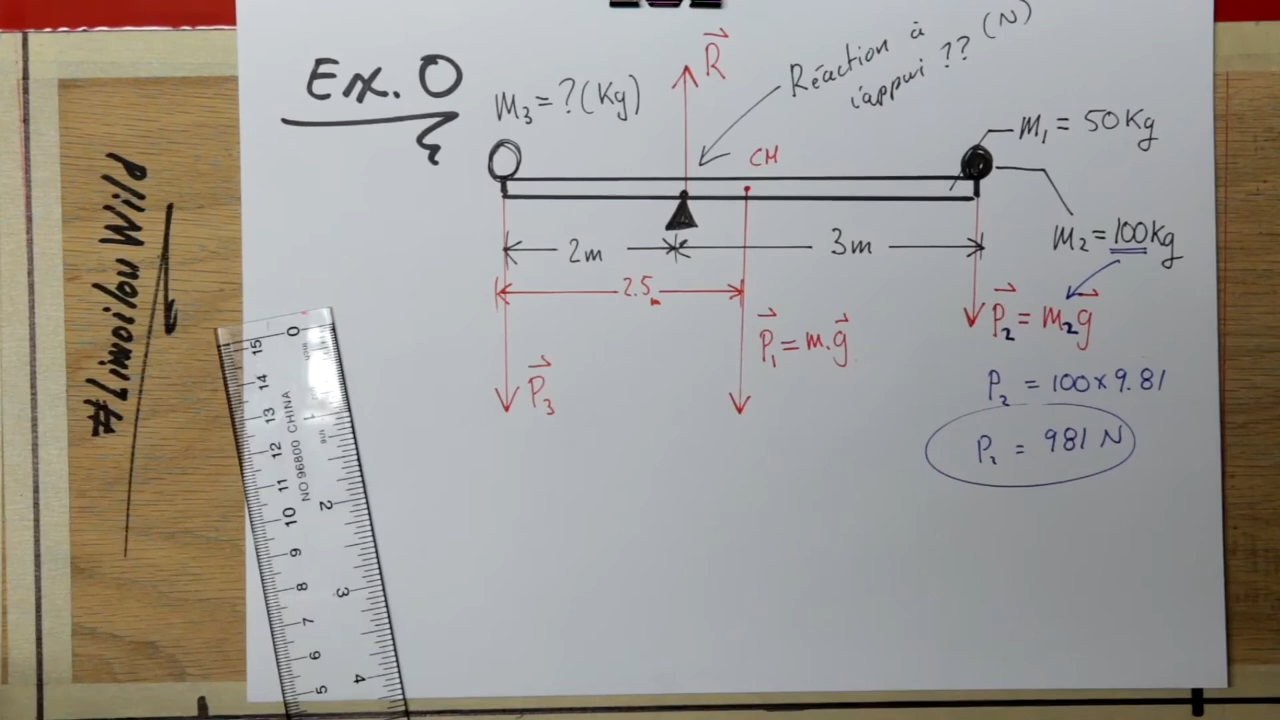 Ex. 0
m₃ = ? (Kg)
R
Réaction à
l'appui ?? (N)
CM
m₁ = 50 Kg
m₂ = 100 Kg
2m
3m
2.5
P₃
P₁ = m₁g
P₂ = m₂g
P₂ = 100 x 9.81
P₂ = 981 N
#Limoilou Wild
0
15
14
13
12
11
10
9
8
7
6
5
NO 96800 CHINA
1
2
3
4